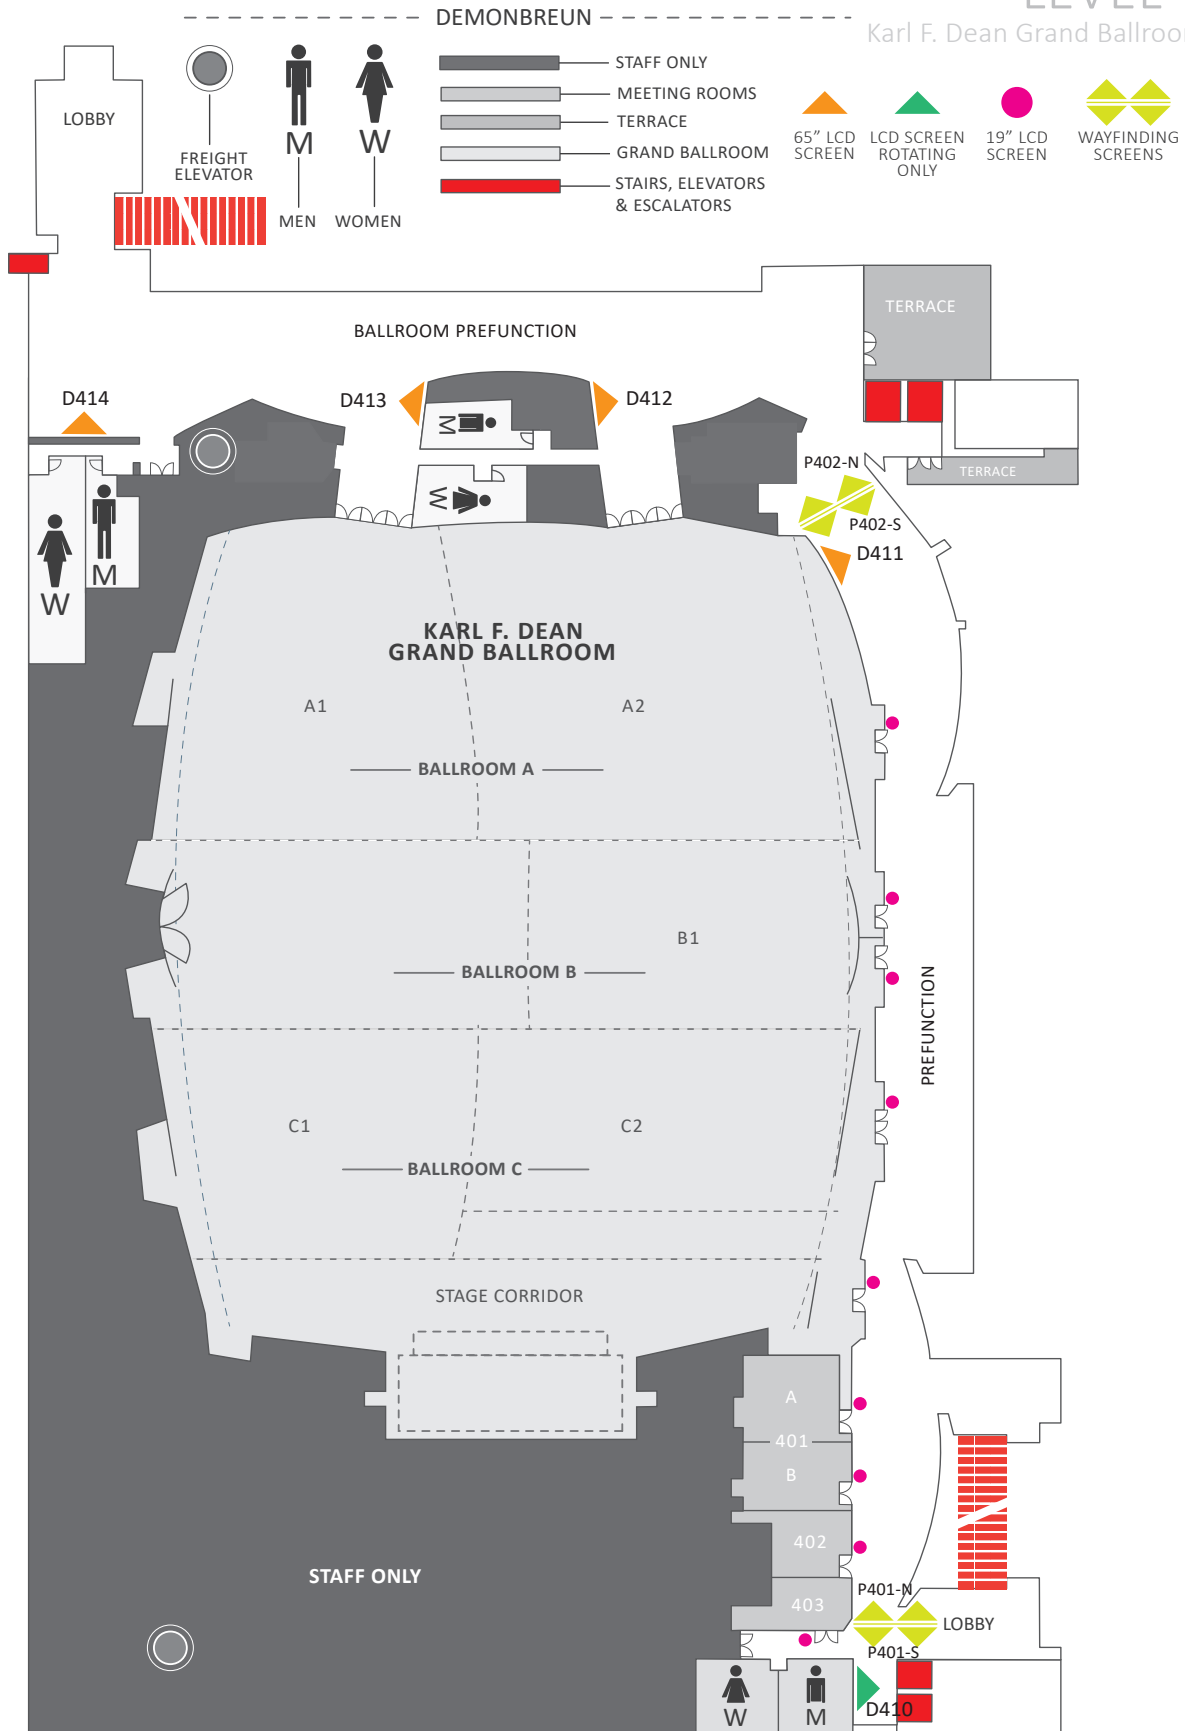 DEMONBREUN
LEVEL
Karl F. Dean Grand Ballroom
LOBBY
FREIGHT
ELEVATOR
M
MEN
W
WOMEN
STAFF ONLY
MEETING ROOMS
TERRACE
GRAND BALLROOM
STAIRS, ELEVATORS
& ESCALATORS
65” LCD
SCREEN
LCD SCREEN
ROTATING
ONLY
19” LCD
SCREEN
WAYFINDING
SCREENS
TERRACE
BALLROOM PREFUNCTION
D414
D413
D412
M
W
P402-N
TERRACE
P402-S
D411
W
M
KARL F. DEAN
GRAND BALLROOM
A1
A2
BALLROOM A
B1
BALLROOM B
PREFUNCTION
C1
C2
BALLROOM C
STAGE CORRIDOR
A
401
B
402
STAFF ONLY
403
P401-N
LOBBY
P401-S
D410
W
M